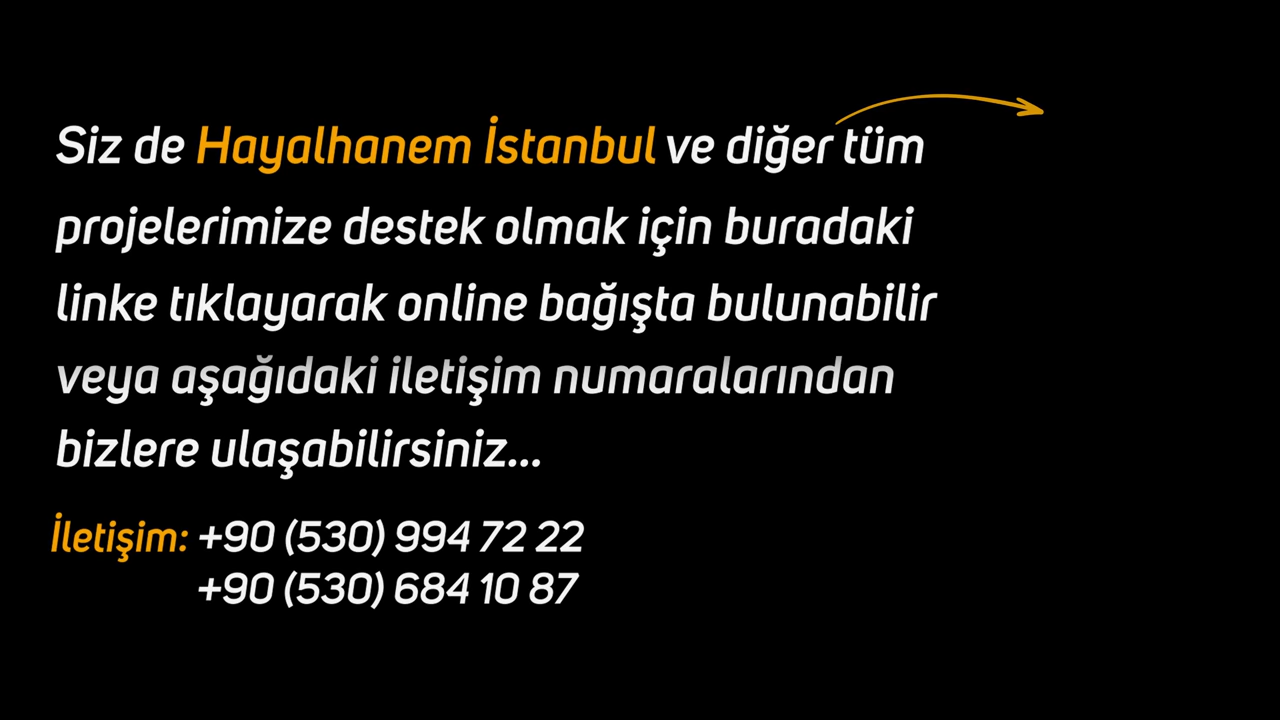 Siz de Hayalhanem İstanbul ve diğer tüm
projelerimize destek olmak için buradaki
linke tıklayarak online bağışta bulunabilir
veya aşağıdaki iletişim numaralarından
bizlere ulaşabilirsiniz...
İletişim: +90 (530) 994 72 22
+90 (530) 684 10 87